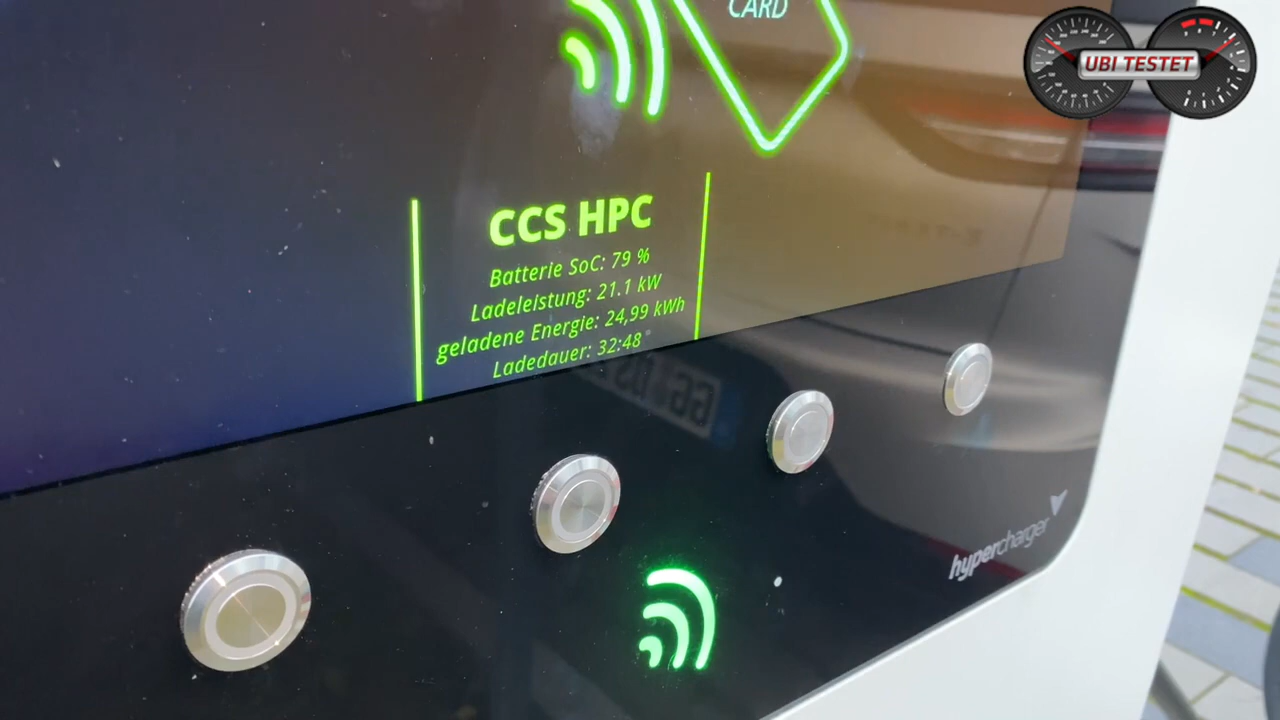 CARD
UBI TESTET
CCS HPC
Batterie SoC: 79 %
Ladeleistung: 21.1 kW
geladene Energie: 24,99 kWh
Ladedauer: 32:48
hypercharger